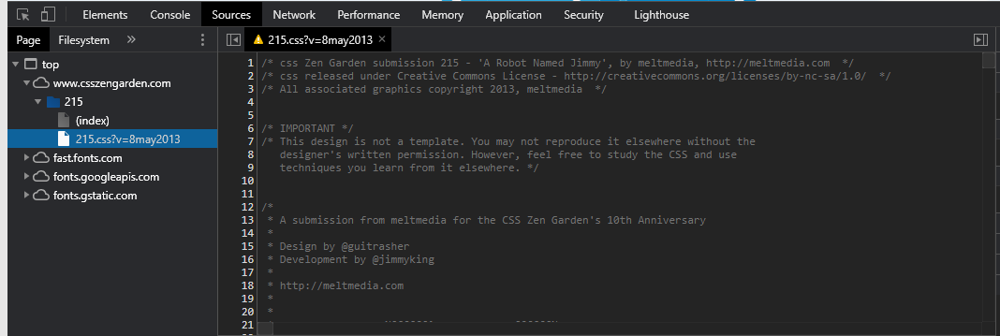 Elements Console Sources Network Performance Memory Application Security Lighthouse
Page Filesystem »
215.css?v=8may2013 ×
top
www.csszengarden.com
215
(index)
215.css?v=8may2013
fast.fonts.com
fonts.googleapis.com
fonts.gstatic.com
1 /* css Zen Garden submission 215 - 'A Robot Named Jimmy', by meltmedia, http://meltmedia.com */
2 /* css released under Creative Commons License - http://creativecommons.org/licenses/by-nc-sa/1.0/ */
3 /* All associated graphics copyright 2013, meltmedia */
4
5
6 /* IMPORTANT */
7 /* This design is not a template. You may not reproduce it elsewhere without the
8 designer's written permission. However, feel free to study the CSS and use
9 techniques you learn from it elsewhere. */
10
11
12 /*
13 * A submission from meltmedia for the CSS Zen Garden's 10th Anniversary
14 *
15 * Design by @guitrasher
16 * Development by @jimmyking
17 *
18 * http://meltmedia.com
19 *
20 *
21